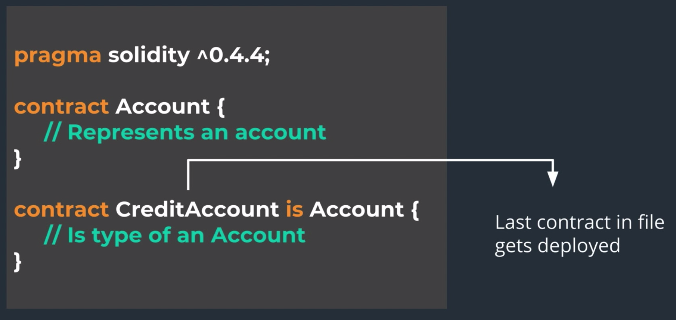 pragma solidity ^0.4.4;
contract Account {
// Represents an account
}
contract CreditAccount is Account {
// Is type of an Account
}
Last contract in file
gets deployed